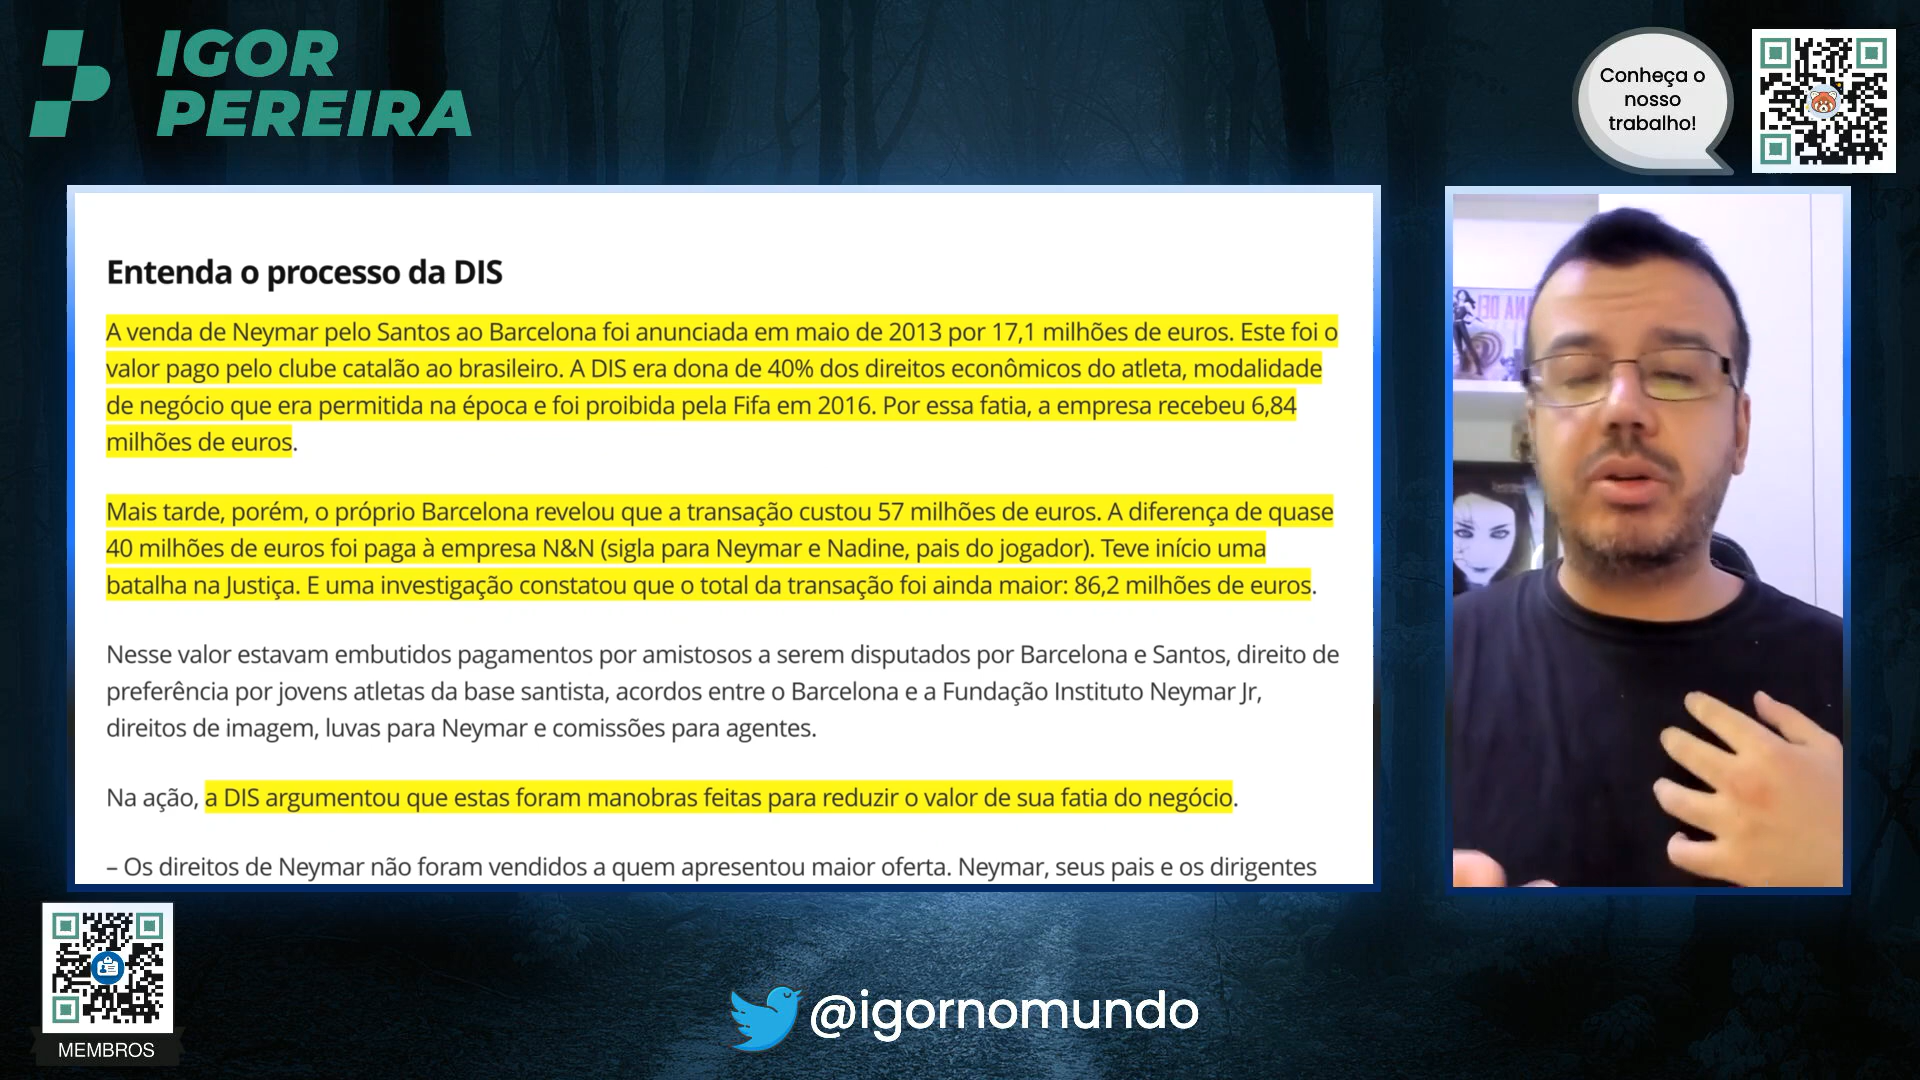 IGOR
PEREIRA
Conheça o
nosso
trabalho!
Entenda o processo da DIS
A venda de Neymar pelo Santos ao Barcelona foi anunciada em maio de 2013 por 17,1 milhões de euros. Este foi o
valor pago pelo clube catalão ao brasileiro. A DIS era dona de 40% dos direitos econômicos do atleta, modalidade
de negócio que era permitida na época e foi proibida pela Fifa em 2016. Por essa fatia, a empresa recebeu 6,84
milhões de euros.
Mais tarde, porém, o próprio Barcelona revelou que a transação custou 57 milhões de euros. A diferença de quase
40 milhões de euros foi paga à empresa N&N (sigla para Neymar e Nadine, pais do jogador). Teve início uma
batalha na Justiça. E uma investigação constatou que o total da transação foi ainda maior: 86,2 milhões de euros.
Nesse valor estavam embutidos pagamentos por amistosos a serem disputados por Barcelona e Santos, direito de
preferência por jovens atletas da base santista, acordos entre o Barcelona e a Fundação Instituto Neymar Jr,
direitos de imagem, luvas para Neymar e comissões para agentes.
Na ação, a DIS argumentou que estas foram manobras feitas para reduzir o valor de sua fatia do negócio.
– Os direitos de Neymar não foram vendidos a quem apresentou maior oferta. Neymar, seus pais e os dirigentes
MEMBROS
@igornomundo